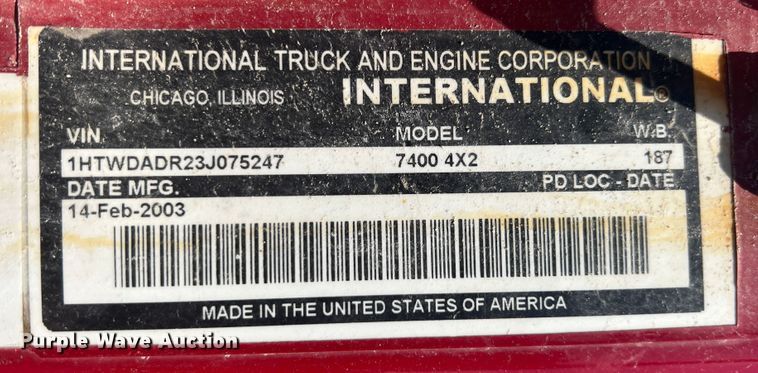 INTERNATIONAL TRUCK AND ENGINE CORPORATION
CHICAGO, ILLINOIS INTERNATIONAL®
VIN MODEL W.B.
1HTWDADR23J075247 7400 4X2 187
DATE MFG. PD LOC - DATE
14-Feb-2003
MADE IN THE UNITED STATES OF AMERICA
Purple Wave Auction